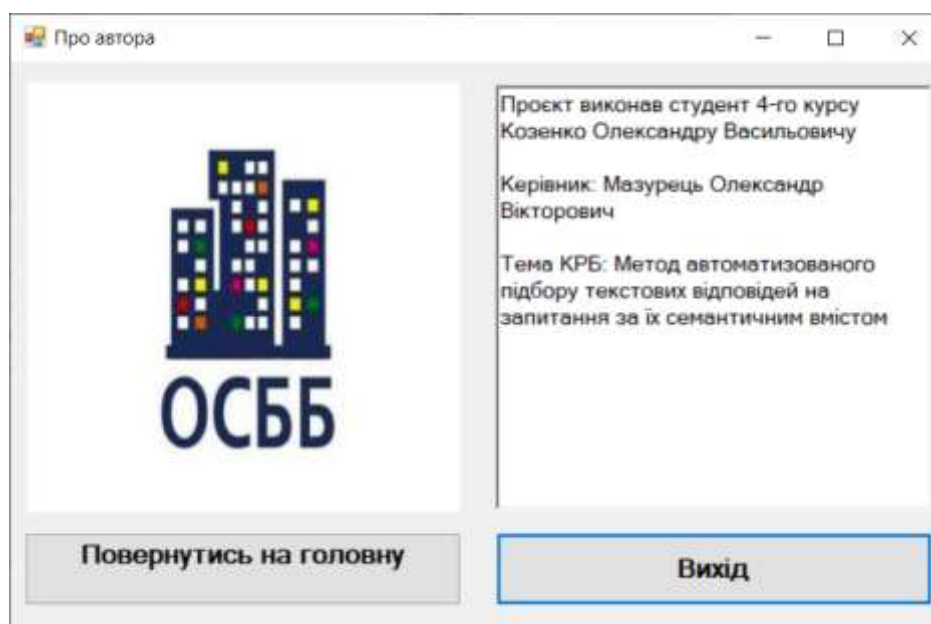 Про автора
ОСББ
Проєкт виконав студент 4-го курсу
Козенко Олександру Васильовичу
Керівник: Мазурець Олександр
Вікторович
Тема КРБ: Метод автоматизованого
підбору текстових відповідей на
запитання за їх семантичним вмістом
Повернутись на головну
Вихід